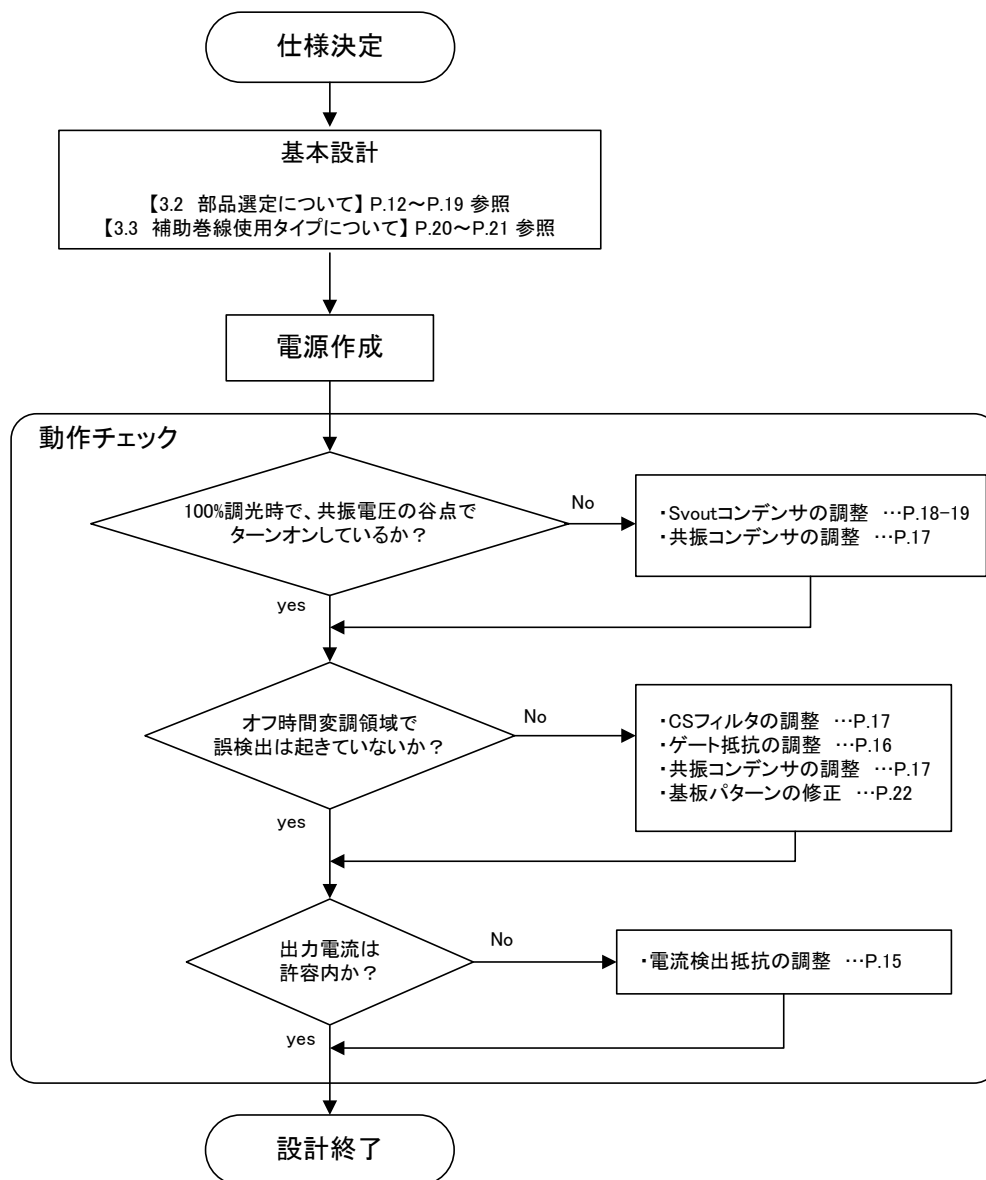 仕様決定
基本設計
【3.2 部品選定について】 P.12～P.19 参照
【3.3 補助巻線使用タイプについて】 P.20～P.21 参照
電源作成
動作チェック
100%調光時で、共振電圧の谷点で
ターンオンしているか？
No
・Svoutコンデンサの調整 …P.18-19
・共振コンデンサの調整 …P.17
yes
オフ時間変調領域で
誤検出は起きていないか？
No
・CSフィルタの調整 …P.17
・ゲート抵抗の調整 …P.16
・共振コンデンサの調整 …P.17
・基板パターンの修正 …P.22
yes
出力電流は
許容内か？
No
・電流検出抵抗の調整 …P.15
yes
設計終了